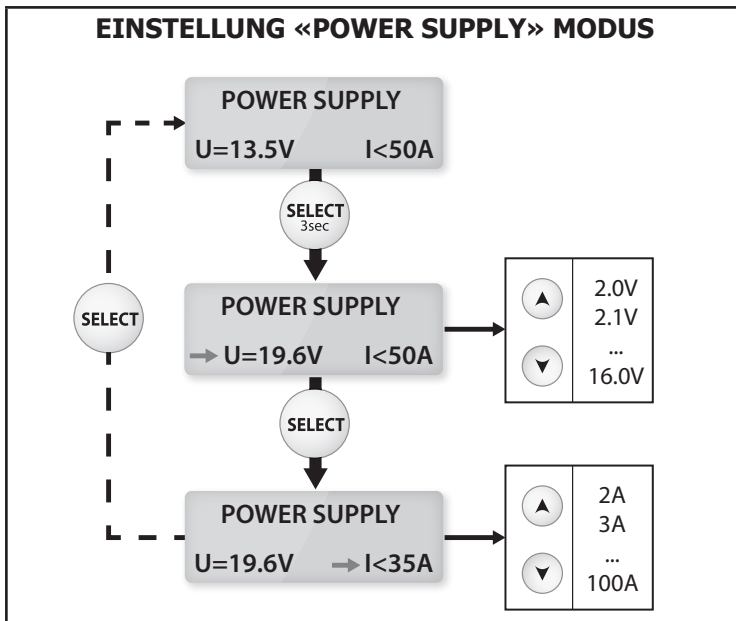 EINSTELLUNG «POWER SUPPLY» MODUS
POWER SUPPLY
U=13.5V I<50A
SELECT
3sec
SELECT
POWER SUPPLY
U=19.6V I<50A
2.0V
2.1V
...
16.0V
SELECT
POWER SUPPLY
U=19.6V I<35A
2A
3A
...
100A